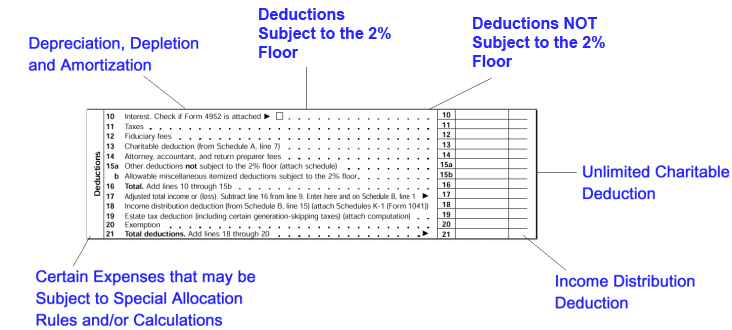 Deductions
Subject to the 2%
Floor
Deductions NOT
Subject to the 2%
Floor
Depreciation, Depletion
and Amortization
Deductions
10 Interest. Check if Form 4952 is attached ▶ □ 10
11 Taxes 11
12 Fiduciary fees 12
13 Charitable deduction (from Schedule A, line 7) 13
14 Attorney, accountant, and return preparer fees 14
15a Other deductions not subject to the 2% floor (attach schedule) 15a
b Allowable miscellaneous itemized deductions subject to the 2% floor. 15b
16 Total. Add lines 10 through 15b 16
17 Adjusted total income or (loss). Subtract line 16 from line 9. Enter here and on Schedule B, line 1 ▶ 17
18 Income distribution deduction (from Schedule B, line 15) (attach Schedules K-1 (Form 1041)) 18
19 Estate tax deduction (including certain generation-skipping taxes) (attach computation) 19
20 Exemption 20
21 Total deductions. Add lines 18 through 20 ▶ 21
Unlimited Charitable
Deduction
Certain Expenses that may be
Subject to Special Allocation
Rules and/or Calculations
Income Distribution
Deduction